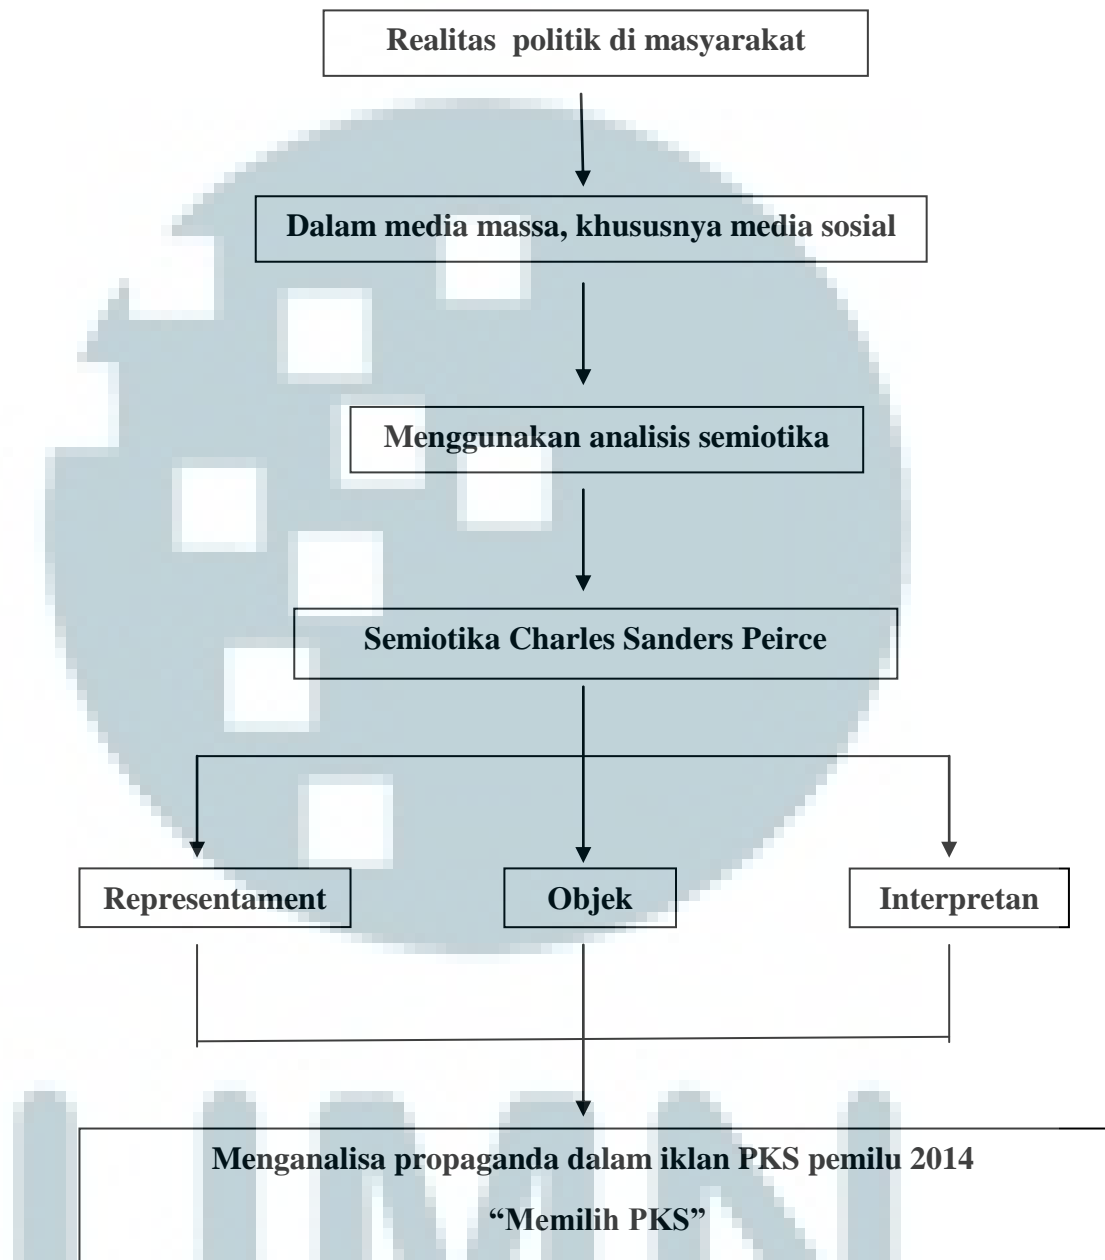 Realitas politik di masyarakat
Dalam media massa, khususnya media sosial
Menggunakan analisis semiotika
Semiotika Charles Sanders Peirce
Representament Objek Interpretan
Menganalisa propaganda dalam iklan PKS pemilu 2014
“Memilih PKS”
UMN